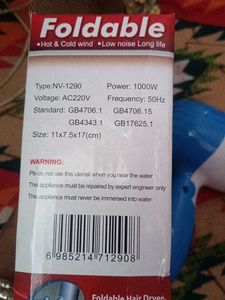 Foldable
•Hot & Cold wind •Low noise Long life
Type:NV-1290 Power: 1000W
Voltage: AC220V Frequency: 50Hz
Standard: GB4706.1 GB4706.15
GB4343.1 GB17625.1
Size: 11x7.5x17(cm)
WARNING:
Pls do not use this utensil when you near the water
This appliance must be repaired by expert engineer only
This appliance must never be immersed into water
6 985214 712908
Foldable Hair Dryer